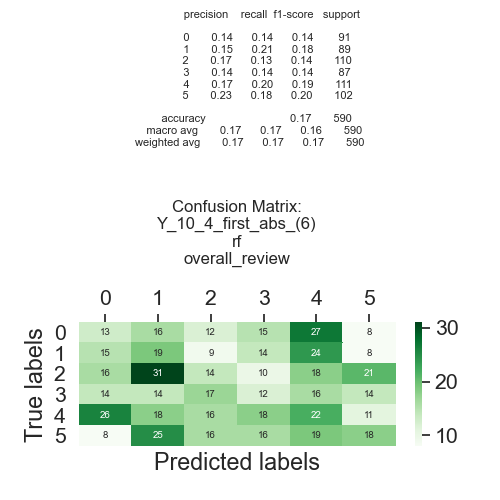 precision recall f1-score support
0 0.14 0.14 0.14 91
1 0.15 0.21 0.18 89
2 0.17 0.13 0.14 110
3 0.14 0.14 0.14 87
4 0.17 0.20 0.19 111
5 0.23 0.18 0.20 102
accuracy 0.17 590
macro avg 0.17 0.17 0.16 590
weighted avg 0.17 0.17 0.17 590
Confusion Matrix:
Y_10_4_first_abs_(6)
rf
overall_review
0 1 2 3 4 5
0 13 16 12 15 27 8
1 15 19 9 14 24 8
2 16 31 14 10 18 21
3 14 14 17 12 16 14
4 26 18 16 18 22 11
5 8 25 16 16 19 18
True labels
Predicted labels
30
20
10